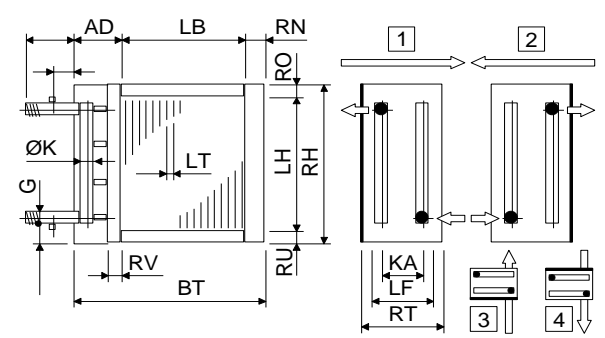 AD LB RN 1 2
RO
ØK LT LH RH
G
RV RU KA
BT LF
RT 3 4